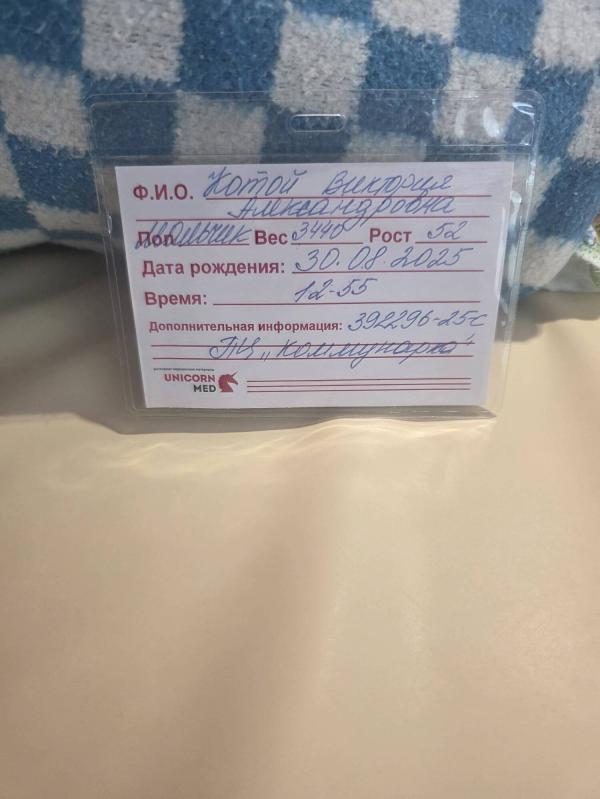 Ф.И.О. Котой Виктория
Александровна
Пол Мальчик Вес 3440 Рост 52
Дата рождения: 30.08.2025
Время: 12-55
Дополнительная информация: 392296-25с
ПЦ „Коммунарка"
UNICORN
MED